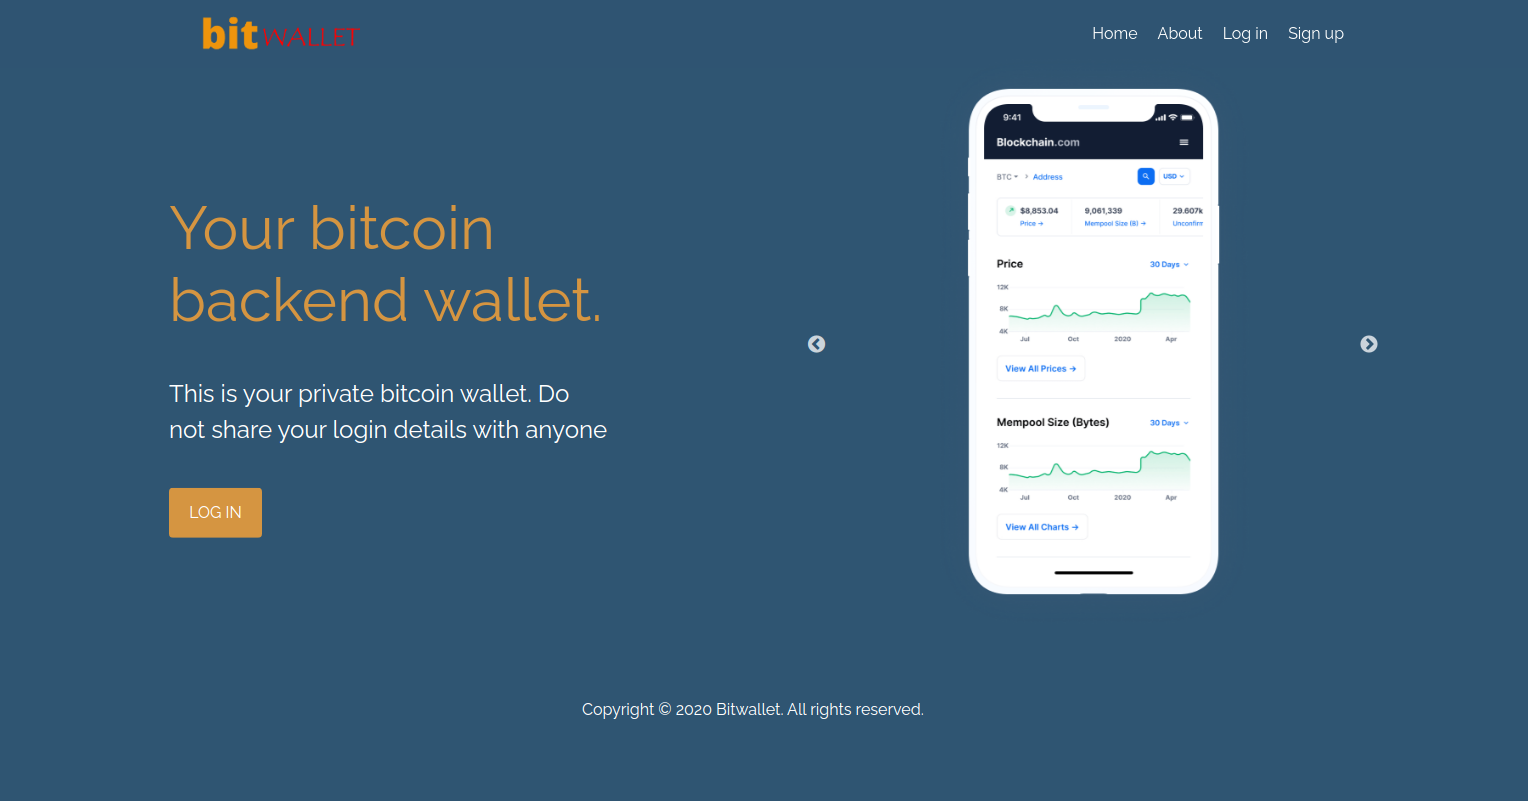 bit WALLET
Home About Log in Sign up
Your bitcoin
backend wallet.
This is your private bitcoin wallet. Do
not share your login details with anyone
LOG IN
9:41
Blockchain.com
BTC Address
USD
$8,853.04 9,061,339 29.607k
Price → Mempool Size (B) → Unconfirm
Price 30 Days
12K
8K
4K
Jul Oct 2020 Apr
View All Prices →
Mempool Size (Bytes) 30 Days
12K
8K
4K
Jul Oct 2020 Apr
View All Charts →
Copyright © 2020 Bitwallet. All rights reserved.